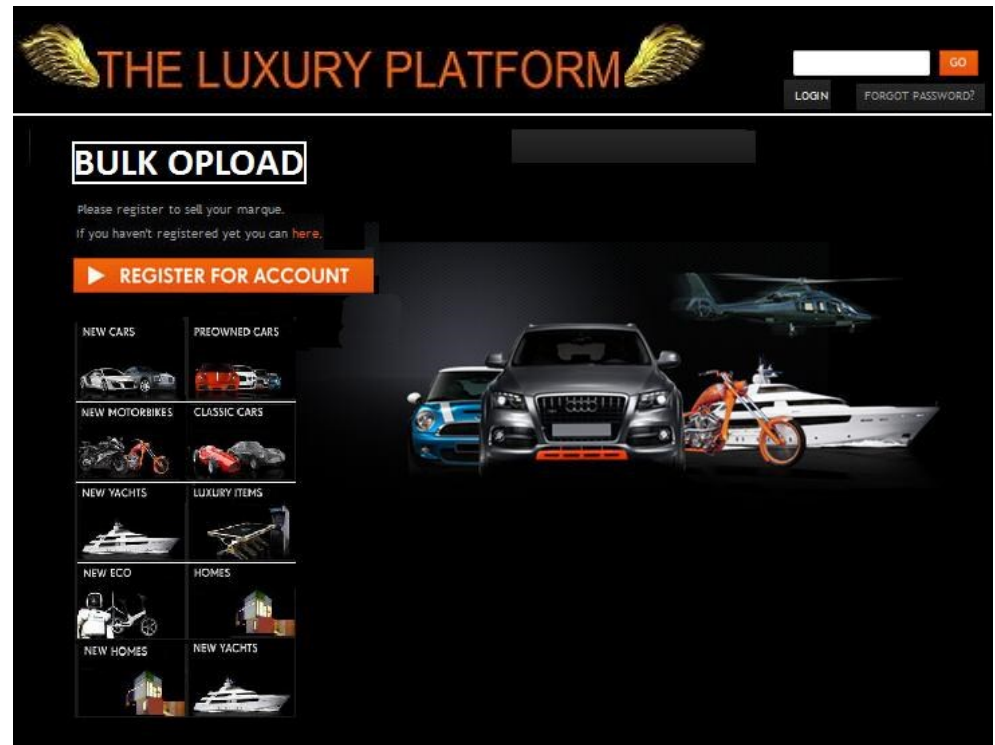 THE LUXURY PLATFORM
GO
LOGIN FORGOT PASSWORD?
BULK OPLOAD
Please register to sell your marque.
If you haven't registered yet you can here.
REGISTER FOR ACCOUNT
NEW CARS PREOWNED CARS
NEW MOTORBIKES CLASSIC CARS
NEW YACHTS LUXURY ITEMS
NEW ECO HOMES
NEW HOMES NEW YACHTS